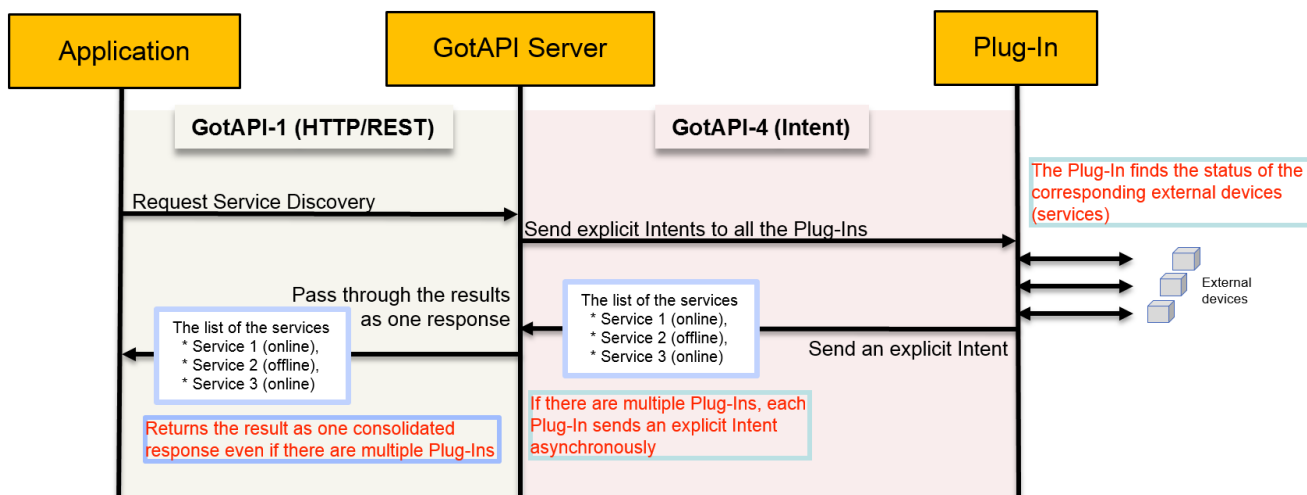 Application
GotAPI Server
Plug-In
GotAPI-1 (HTTP/REST)
GotAPI-4 (Intent)
The Plug-In finds the status of the
corresponding external devices
(services)
Request Service Discovery
Send explicit Intents to all the Plug-Ins
External
devices
Pass through the results
as one response
The list of the services
* Service 1 (online),
* Service 2 (offline),
* Service 3 (online)
Send an explicit Intent
The list of the services
* Service 1 (online),
* Service 2 (offline),
* Service 3 (online)
If there are multiple Plug-Ins, each
Plug-In sends an explicit Intent
asynchronously
Returns the result as one consolidated
response even if there are multiple Plug-Ins